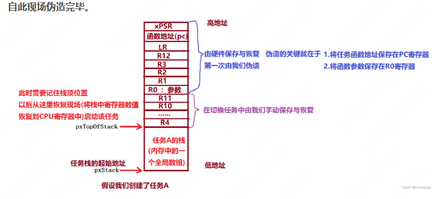 自此现场伪造完毕。
高地址
xPSR
函数地址(pc)
LR
R12
R3
R2
R1
R0 : 参数
R11
R10
......
R4
任务A的栈
(内存中的一
个全局数组)
由硬件保存与恢复 伪造的关键就在于
第一次由我们伪造
1.将任务函数地址保存在PC寄存器
2.将函数参数保存在R0寄存器
在切换任务中由我们手动保存与恢复
此时需要记住栈顶位置
以后从这里恢复现场(将栈中寄存器数值
恢复到CPU寄存器中)启动该任务
pxTopOfStack
任务栈的起始地址
pxStack
低地址
假设我们创建了任务A